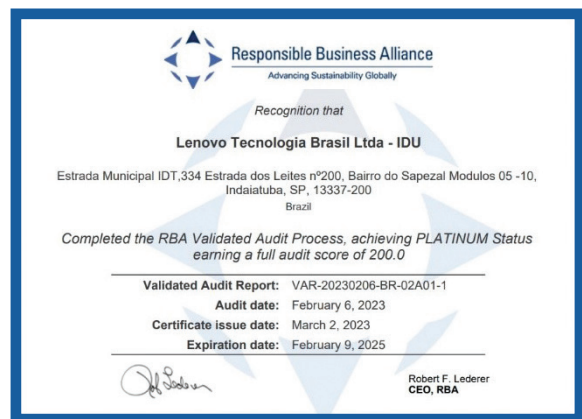 Responsible Business Alliance
Advancing Sustainability Globally
Recognition that
Lenovo Tecnologia Brasil Ltda - IDU
Estrada Municipal IDT,334 Estrada dos Leites nº200, Bairro do Sapezal Modulos 05 -10,
Indaiatuba, SP, 13337-200
Brazil
Completed the RBA Validated Audit Process, achieving PLATINUM Status
earning a full audit score of 200.0
Validated Audit Report: VAR-20230206-BR-02A01-1
Audit date: February 6, 2023
Certificate issue date: March 2, 2023
Expiration date: February 9, 2025
Rob Lederer
Robert F. Lederer
CEO, RBA